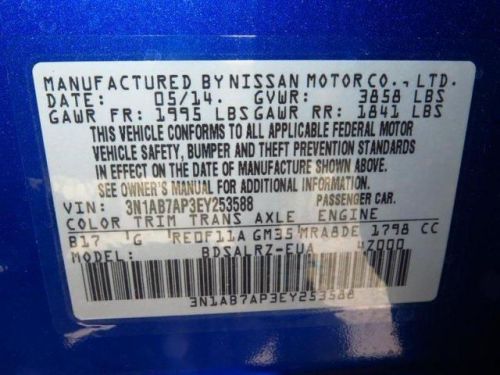 MANUFACTURED BY NISSAN MOTOR CO., LTD.
DATE: 05/14. GVWR: 3858 LBS
GAWR FR: 1995 LBS GAWR RR: 1841 LBS
THIS VEHICLE CONFORMS TO ALL APPLICABLE FEDERAL MOTOR
VEHICLE SAFETY, BUMPER AND THEFT PREVENTION STANDARDS
IN EFFECT ON THE DATE OF MANUFACTURE SHOWN ABOVE.
SEE OWNER'S MANUAL FOR ADDITIONAL INFORMATION.
VIN: 3N1AB7AP3EY253588 PASSENGER CAR.
COLOR TRIM TRANS AXLE ENGINE
B17 G RE0F11A GM35 MRA8DE 1798 CC
BDSALRZ-EUA 4Z000
3N1AB7AP3EY253588